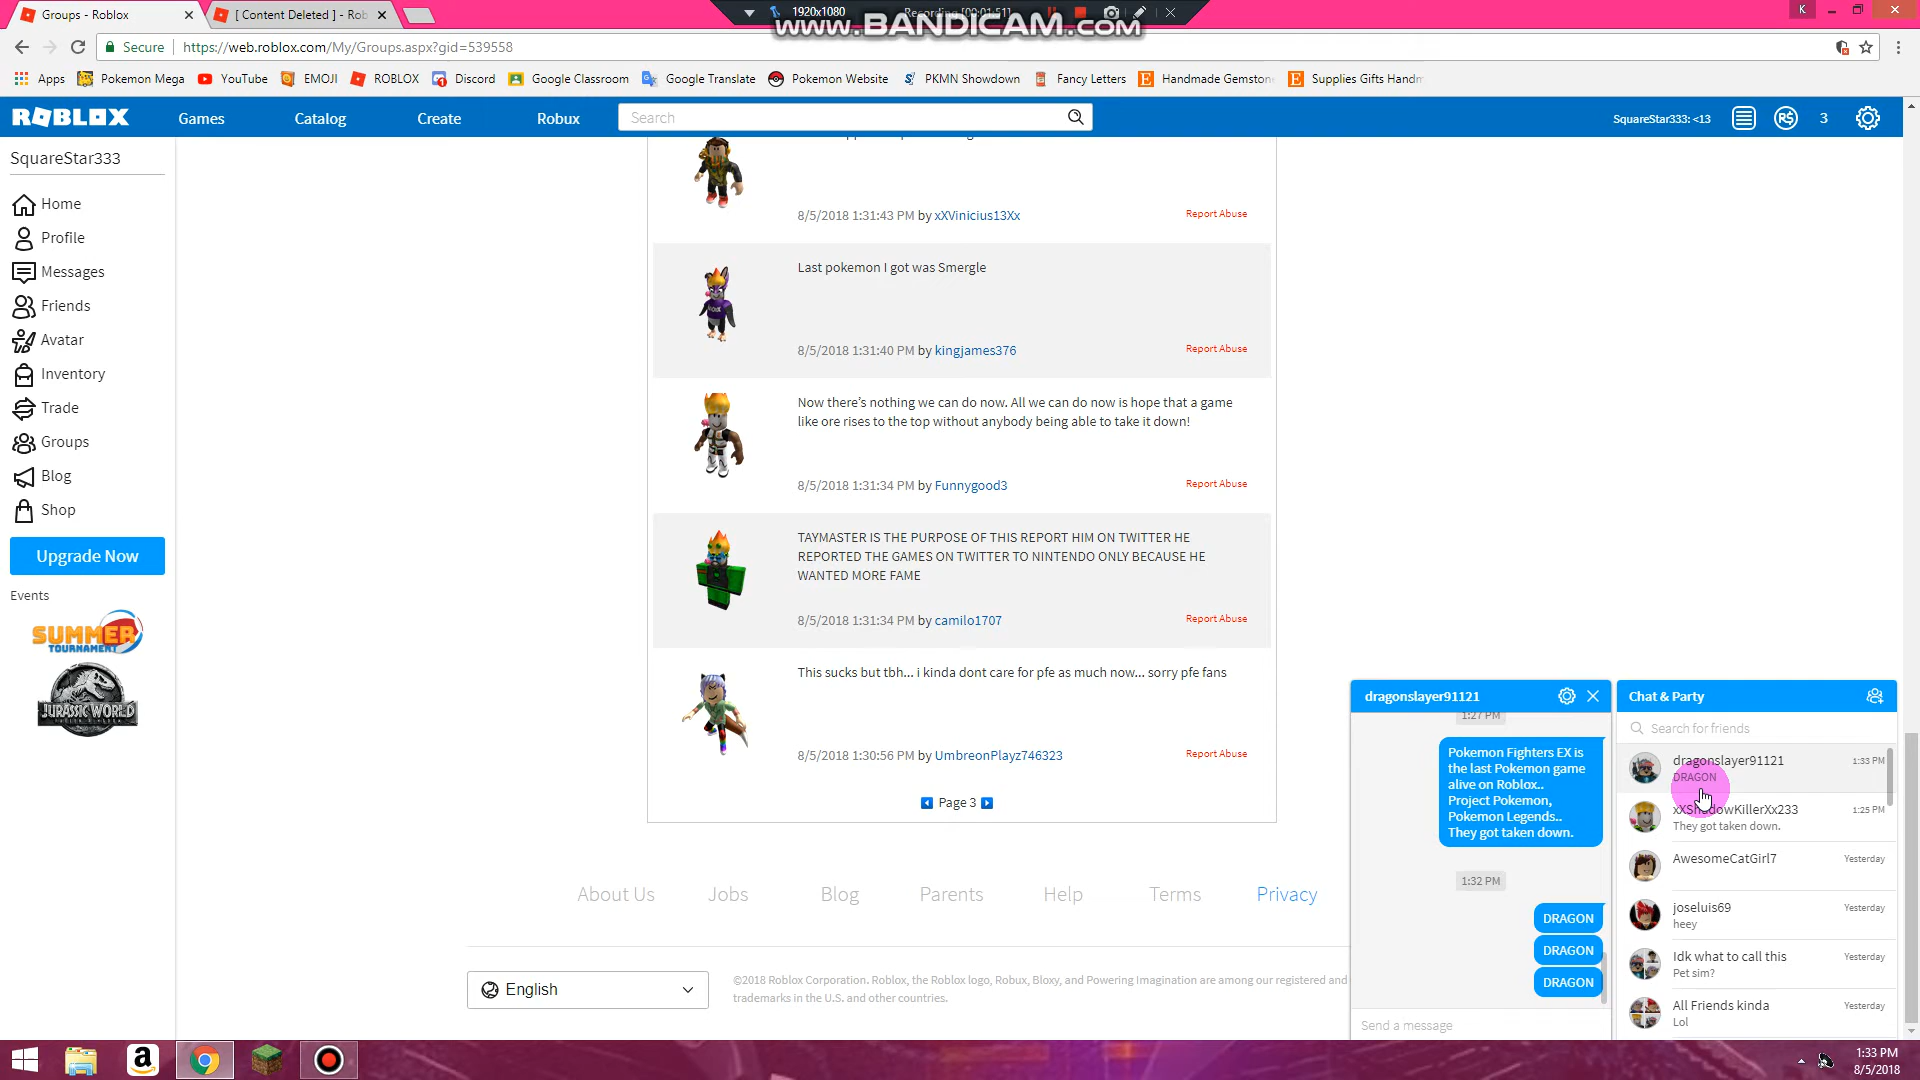 Groups - Roblox
[ Content Deleted ] - Rob
1920x1080
Recording [00:01:51]
www.BANDICAM.com
K
Secure
https://web.roblox.com/My/Groups.aspx?gid=539558
Apps
Pokemon Mega
YouTube
EMOJI
ROBLOX
Discord
Google Classroom
Google Translate
Pokemon Website
PKMN Showdown
Fancy Letters
Handmade Gemston
Supplies Gifts Handm
ROBLOX
Games
Catalog
Create
Robux
Search
SquareStar333: <13
R$
3
SquareStar333
Home
Profile
Messages
Friends
Avatar
Inventory
Trade
Groups
Blog
Shop
Upgrade Now
Events
SUMMER
TOURNAMENT
JURASSIC WORLD
8/5/2018 1:31:43 PM by xXVinicius13Xx
Report Abuse
Last pokemon I got was Smergle
8/5/2018 1:31:40 PM by kingjames376
Report Abuse
Now there's nothing we can do now. All we can do now is hope that a game
like ore rises to the top without anybody being able to take it down!
8/5/2018 1:31:34 PM by Funnygood3
Report Abuse
TAYMASTER IS THE PURPOSE OF THIS REPORT HIM ON TWITTER HE
REPORTED THE GAMES ON TWITTER TO NINTENDO ONLY BECAUSE HE
WANTED MORE FAME
8/5/2018 1:31:34 PM by camilo1707
Report Abuse
This sucks but tbh... i kinda dont care for pfe as much now... sorry pfe fans
8/5/2018 1:30:56 PM by UmbreonPlayz746323
Report Abuse
Page 3
About Us
Jobs
Blog
Parents
Help
Terms
Privacy
English
©2018 Roblox Corporation. Roblox, the Roblox logo, Robux, Bloxy, and Powering Imagination are among our registered and
trademarks in the U.S. and other countries.
dragonslayer91121
1:27 PM
Pokemon Fighters EX is
the last Pokemon game
alive on Roblox..
Project Pokemon,
Pokemon Legends..
They got taken down.
1:32 PM
DRAGON
DRAGON
DRAGON
Send a message
Chat & Party
Search for friends
dragonslayer91121
1:33 PM
DRAGON
xXShadowKillerXx233
1:25 PM
They got taken down.
AwesomeCatGirl7
Yesterday
joseluis69
Yesterday
heey
Idk what to call this
Yesterday
Pet sim?
All Friends kinda
Yesterday
Lol
1:33 PM
8/5/2018